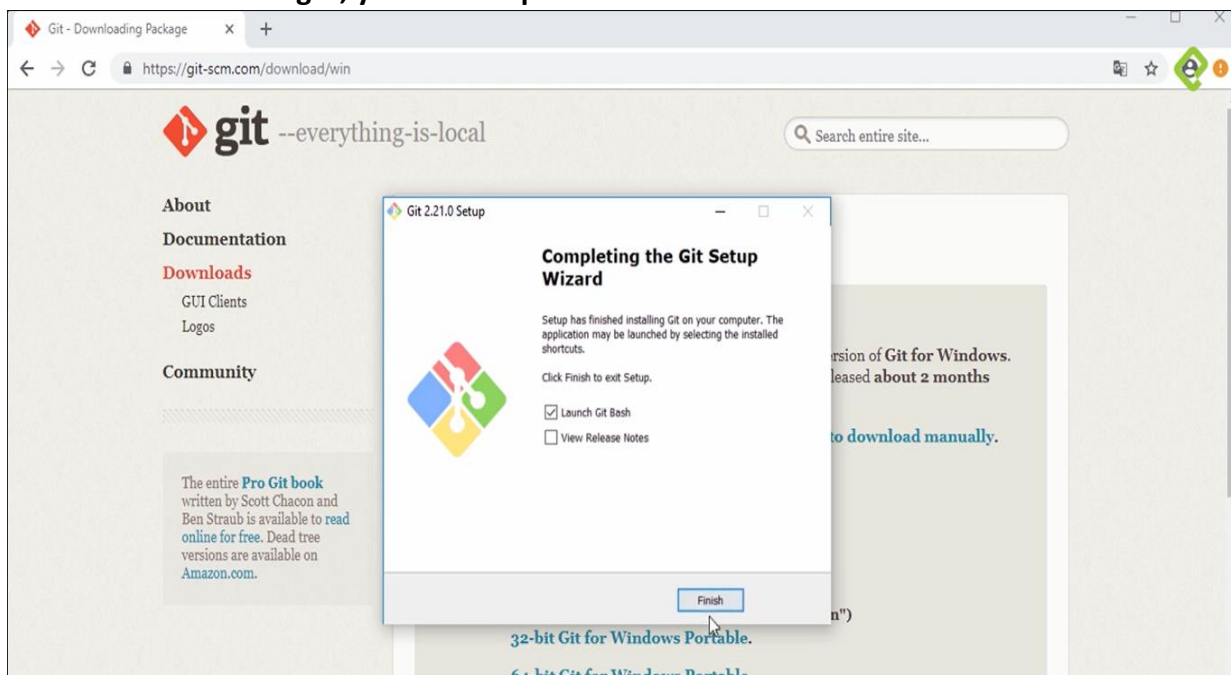 Git - Downloading Package
https://git-scm.com/download/win
git --everything-is-local
Search entire site...
About
Documentation
Downloads
GUI Clients
Logos
Community
The entire Pro Git book
written by Scott Chacon and
Ben Straub is available to read
online for free. Dead tree
versions are available on
Amazon.com.
Git 2.21.0 Setup
Completing the Git Setup
Wizard
Setup has finished installing Git on your computer. The
application may be launched by selecting the installed
shortcuts.
Click Finish to exit Setup.
Launch Git Bash
View Release Notes
Finish
of Git for Windows.
about 2 months
to download manually.
32-bit Git for Windows Portable.